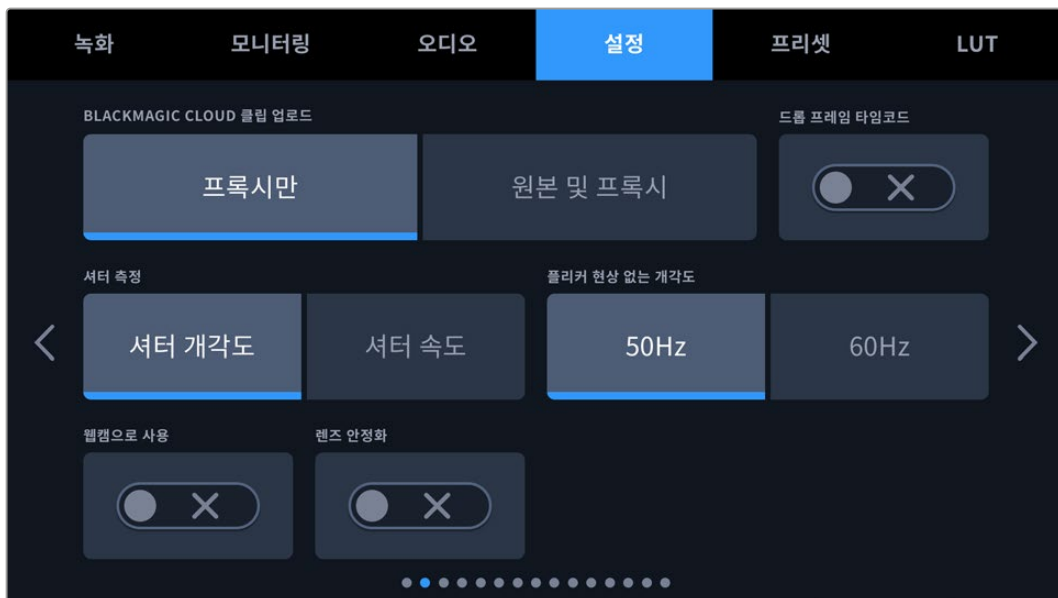 녹화 모니터링 오디오 설정 프리셋 LUT
BLACKMAGIC CLOUD 클립 업로드 드롭 프레임 타임코드
프록시만 원본 및 프록시
셔터 측정 플리커 현상 없는 개각도
셔터 개각도 셔터 속도 50Hz 60Hz
웹캠으로 사용 렌즈 안정화